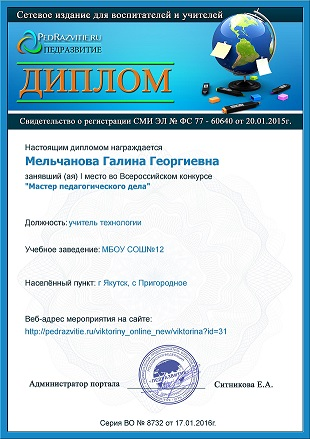 Сетевое издание для воспитателей и учителей
PEDRAZVITIE.RU
ПЕДРАЗВИТИЕ
ДИПЛОМ
Свидетельство о регистрации СМИ ЭЛ № ФС 77 - 60640 от 20.01.2015г.
Настоящим дипломом награждается
Мельчанова Галина Георгиевна
занявший (ая) I место во Всероссийском конкурсе
"Мастер педагогического дела"
Должность: учитель технологии
Учебное заведение: МБОУ СОШ№12
Населённый пункт: г Якутск, с Пригородное
Веб-адрес мероприятия на сайте:
http://pedrazvitie.ru/viktoriny_online_new/viktorina?id=31
Администратор портала
ПЕДРАЗВИТИЕ
Ситникова Е.А.
Серия ВО № 8732 от 17.01.2016г.